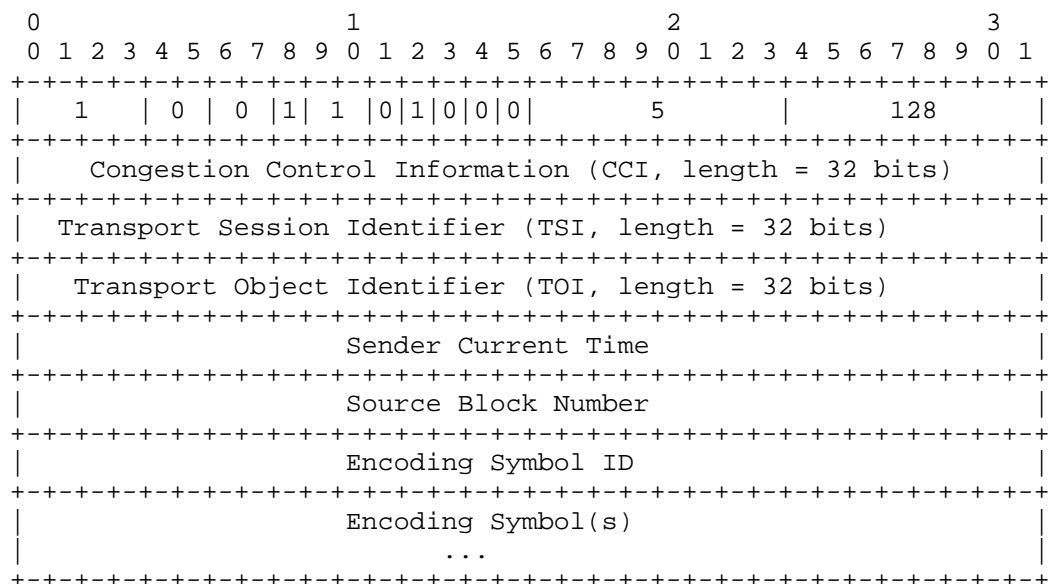 0                   1                   2                   3
 0 1 2 3 4 5 6 7 8 9 0 1 2 3 4 5 6 7 8 9 0 1 2 3 4 5 6 7 8 9 0 1
+-+-+-+-+-+-+-+-+-+-+-+-+-+-+-+-+-+-+-+-+-+-+-+-+-+-+-+-+-+-+-+-+
|   1   | 0 | 0 |1| 1 |0|1|0|0|0|       5       |      128      |
+-+-+-+-+-+-+-+-+-+-+-+-+-+-+-+-+-+-+-+-+-+-+-+-+-+-+-+-+-+-+-+-+
|    Congestion Control Information (CCI, length = 32 bits)     |
+-+-+-+-+-+-+-+-+-+-+-+-+-+-+-+-+-+-+-+-+-+-+-+-+-+-+-+-+-+-+-+-+
|  Transport Session Identifier (TSI, length = 32 bits)         |
+-+-+-+-+-+-+-+-+-+-+-+-+-+-+-+-+-+-+-+-+-+-+-+-+-+-+-+-+-+-+-+-+
|   Transport Object Identifier (TOI, length = 32 bits)         |
+-+-+-+-+-+-+-+-+-+-+-+-+-+-+-+-+-+-+-+-+-+-+-+-+-+-+-+-+-+-+-+-+
|                    Sender Current Time                        |
+-+-+-+-+-+-+-+-+-+-+-+-+-+-+-+-+-+-+-+-+-+-+-+-+-+-+-+-+-+-+-+-+
|                    Source Block Number                        |
+-+-+-+-+-+-+-+-+-+-+-+-+-+-+-+-+-+-+-+-+-+-+-+-+-+-+-+-+-+-+-+-+
|                    Encoding Symbol ID                         |
+-+-+-+-+-+-+-+-+-+-+-+-+-+-+-+-+-+-+-+-+-+-+-+-+-+-+-+-+-+-+-+-+
|                    Encoding Symbol(s)                         |
|                          ...                                  |
+-+-+-+-+-+-+-+-+-+-+-+-+-+-+-+-+-+-+-+-+-+-+-+-+-+-+-+-+-+-+-+-+